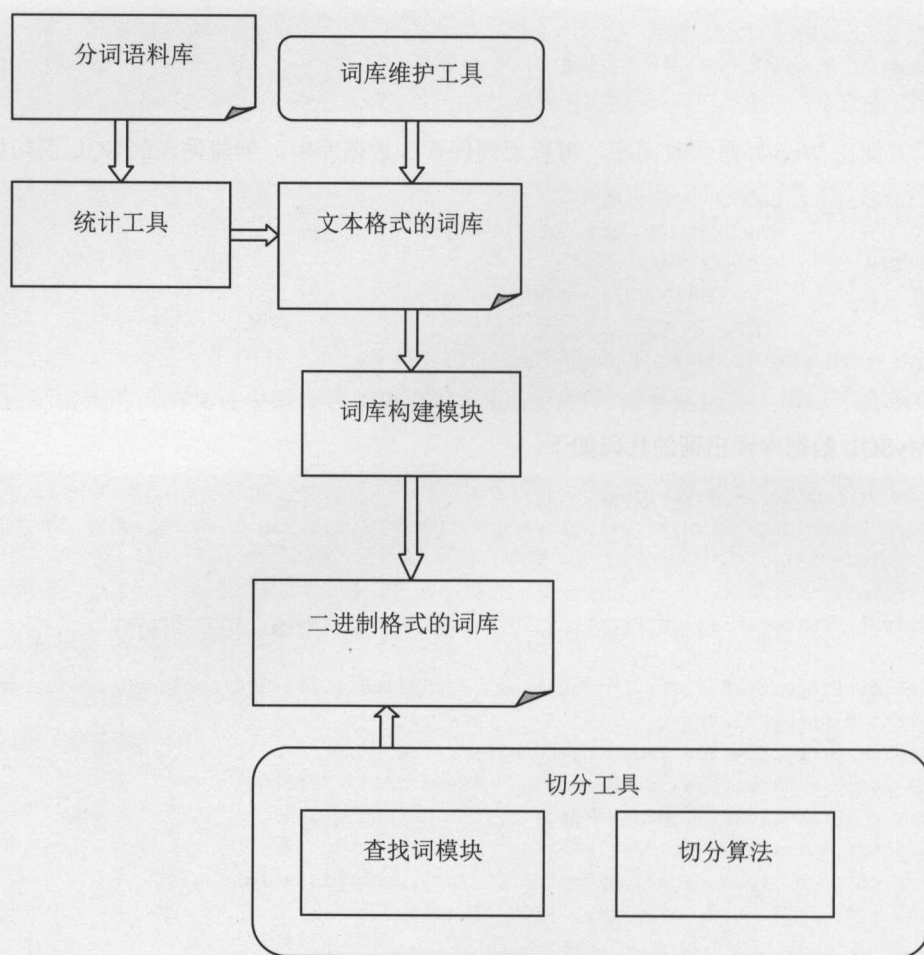 分词语料库
词库维护工具
统计工具
文本格式的词库
词库构建模块
二进制格式的词库
切分工具
查找词模块
切分算法